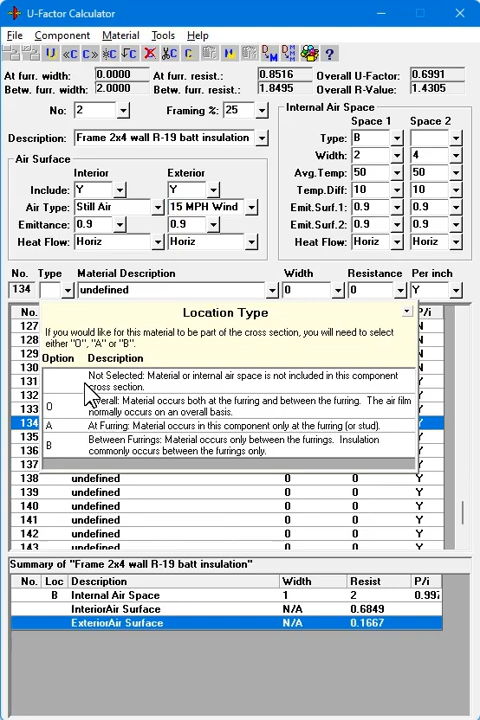 U-Factor Calculator
File Component Material Tools Help
At furr. width: 0.0000 At furr. resist.: 0.8516 Overall U-Factor: 0.6991
Betw. furr. width: 2.0000 Betw. furr. resist.: 1.8495 Overall R-Value: 1.4305
No: 2 Framing %: 25
Description: Frame 2x4 wall R-19 batt insulation
Internal Air Space
Space 1 Space 2
Type: B
Width: 2 4
Avg.Temp: 50 50
Temp.Diff: 10 10
Emit.Surf.1: 0.9 0.9
Emit.Surf.2: 0.9 0.9
Heat Flow: Horiz Horiz
Air Surface
Interior Exterior
Include: Y Y
Air Type: Still Air 15 MPH Wind
Emittance: 0.9 0.9
Heat Flow: Horiz Horiz
No. Type Material Description Width Resistance Per inch
134 undefined 0 0 Y
No. P/i
127 N
128 N
129 N
130 N
131 N
132
133
134 Y
135 Y
136 Y
137
Location Type
If you would like for this material to be part of the cross section, you will need to select
either "O", "A" or "B".
Option Description
Not Selected: Material or internal air space is not included in this component
cross section.
O Overall: Material occurs both at the furring and between the furring. The air film
normally occurs on an overall basis.
A At Furring: Material occurs in this component only at the furring (or stud).
B Between Furrings: Material occurs only between the furrings. Insulation
commonly occurs between the furrings only.
138 undefined 0 0 Y
139 undefined 0 0 Y
140 undefined 0 0 Y
141 undefined 0 0 Y
142 undefined 0 0 Y
143 undefined 0 0 Y
Summary of "Frame 2x4 wall R-19 batt insulation"
No. Loc Description Width Resist P/i
B Internal Air Space 1 2 0.992
InteriorAir Surface N/A 0.6849
ExteriorAir Surface N/A 0.1667